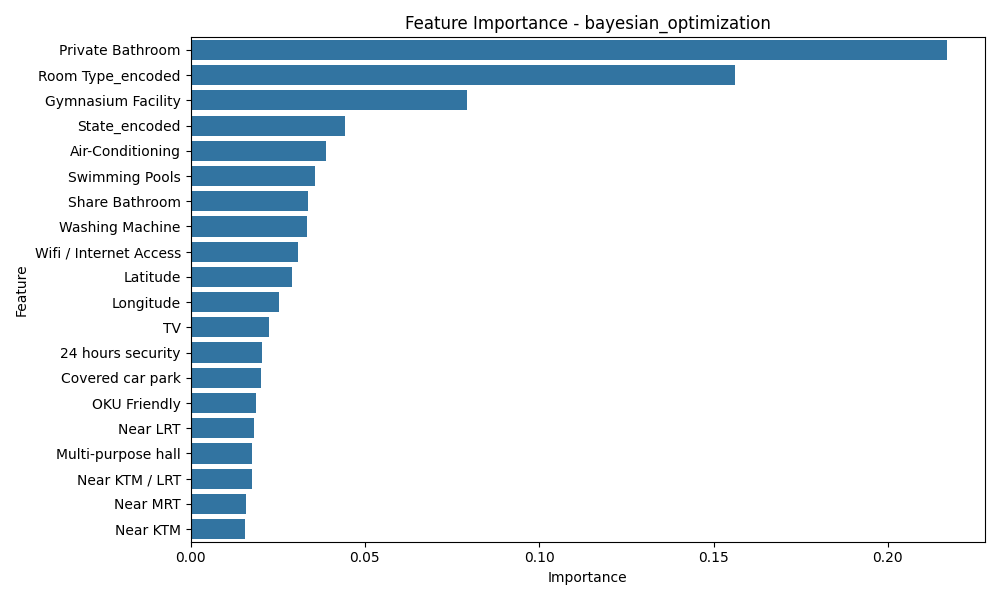 Feature Importance - bayesian_optimization
Feature
Private Bathroom
Room Type_encoded
Gymnasium Facility
State_encoded
Air-Conditioning
Swimming Pools
Share Bathroom
Washing Machine
Wifi / Internet Access
Latitude
Longitude
TV
24 hours security
Covered car park
OKU Friendly
Near LRT
Multi-purpose hall
Near KTM / LRT
Near MRT
Near KTM
0.00 0.05 0.10 0.15 0.20
Importance